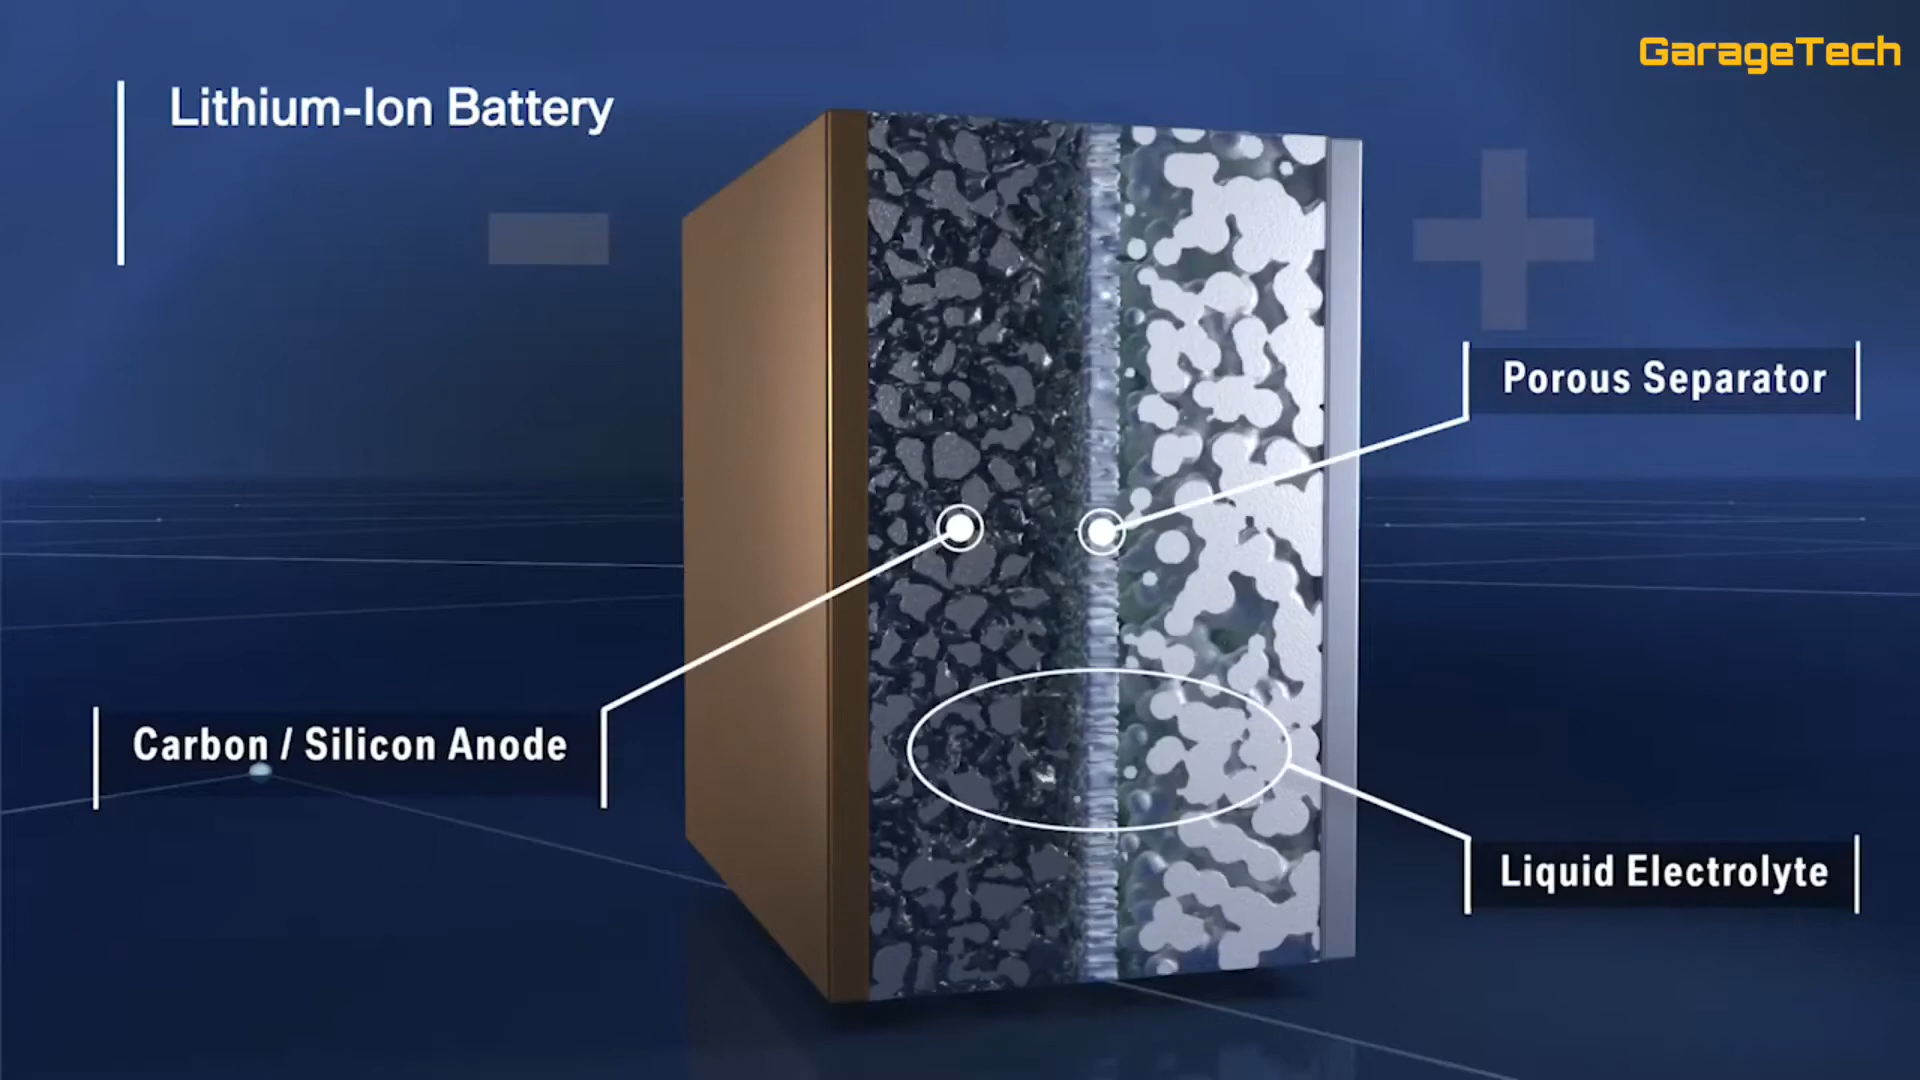 GarageTech
Lithium-Ion Battery
Porous Separator
Carbon / Silicon Anode
Liquid Electrolyte